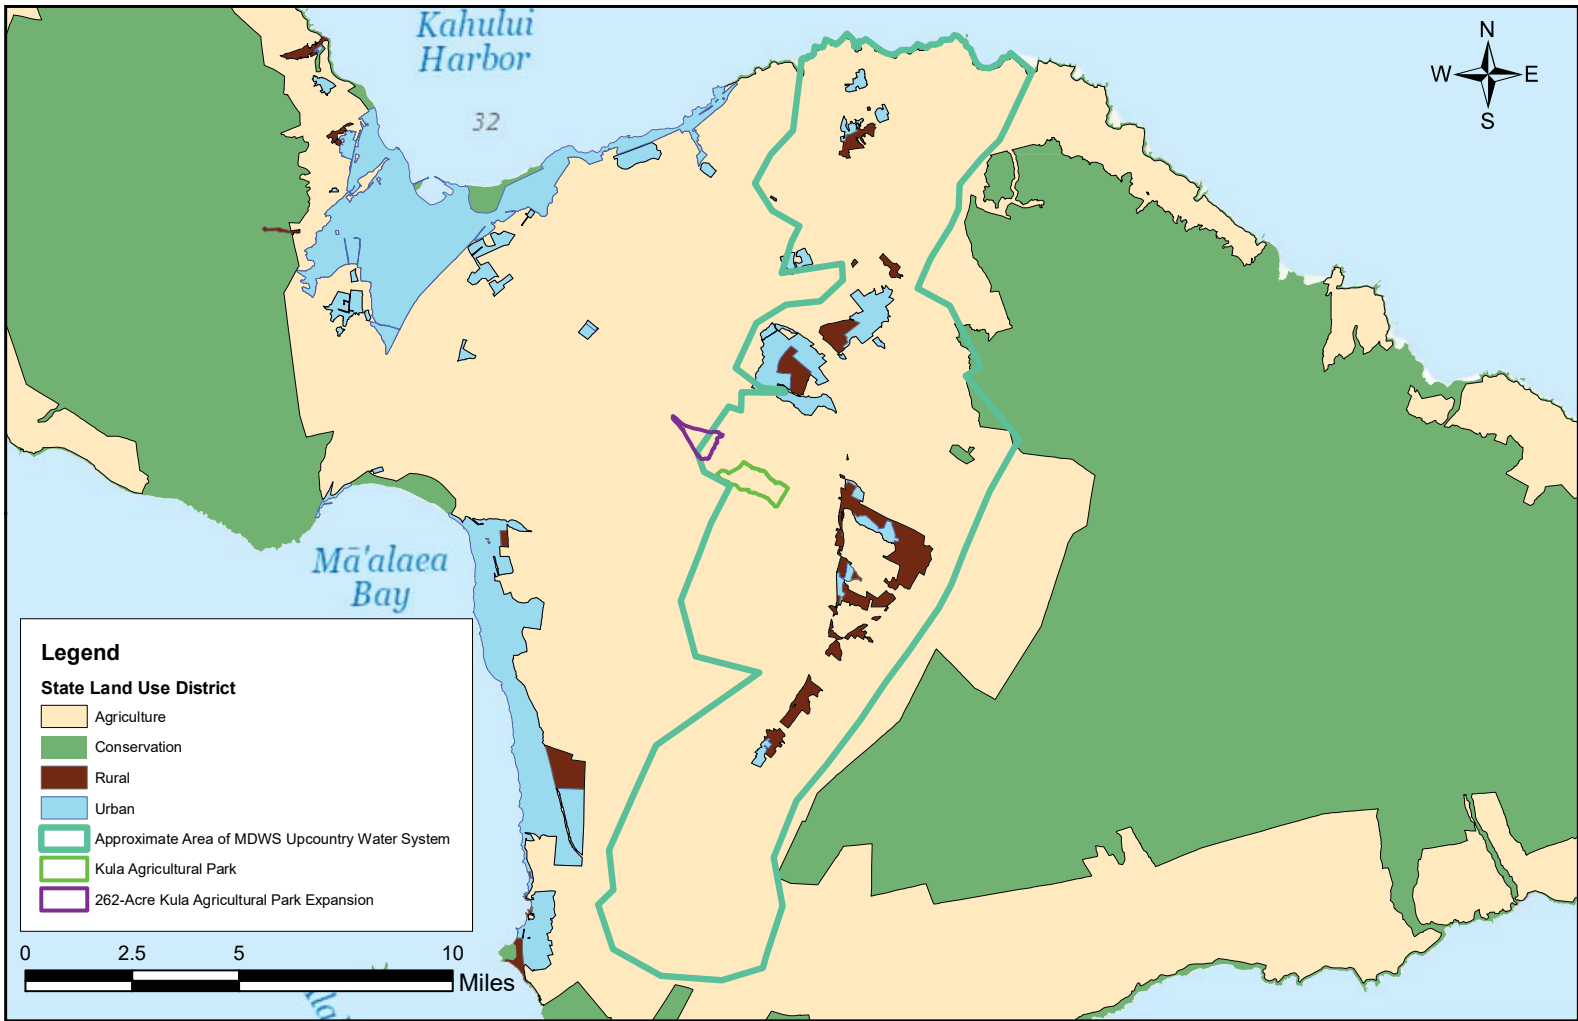 Kahului
Harbor
32
N
W E
S
Mā'alaea
Bay
Legend
State Land Use District
Agriculture
Conservation
Rural
Urban
Approximate Area of MDWS Upcountry Water System
Kula Agricultural Park
262-Acre Kula Agricultural Park Expansion
0 2.5 5 10
Miles